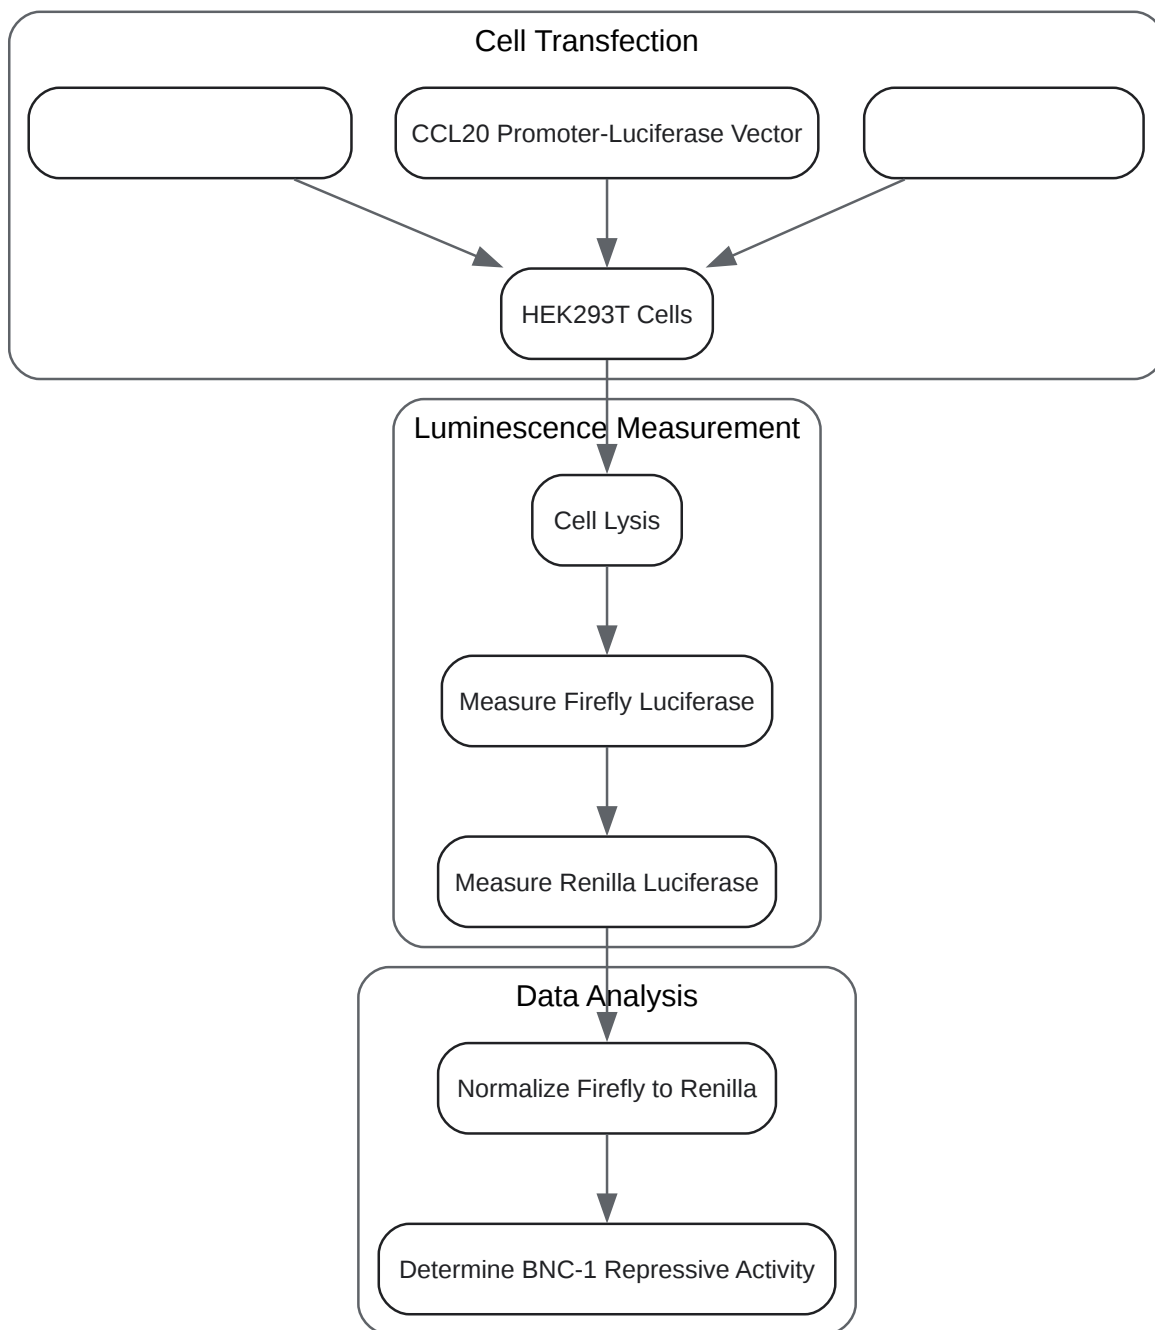 Cell Transfection
CCL20 Promoter-Luciferase Vector
HEK293T Cells
Luminescence Measurement
Cell Lysis
Measure Firefly Luciferase
Measure Renilla Luciferase
Data Analysis
Normalize Firefly to Renilla
Determine BNC-1 Repressive Activity